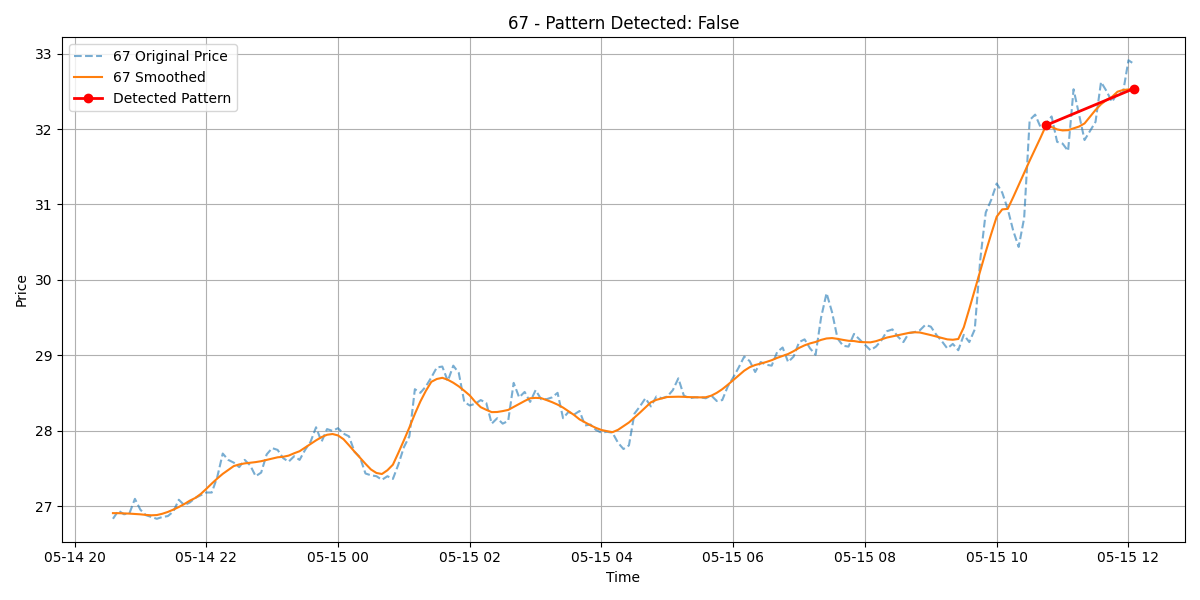 67 - Pattern Detected: False
67 Original Price
67 Smoothed
Detected Pattern
Price
33
32
31
30
29
28
27
05-14 20
05-14 22
05-15 00
05-15 02
05-15 04
05-15 06
05-15 08
05-15 10
05-15 12
Time